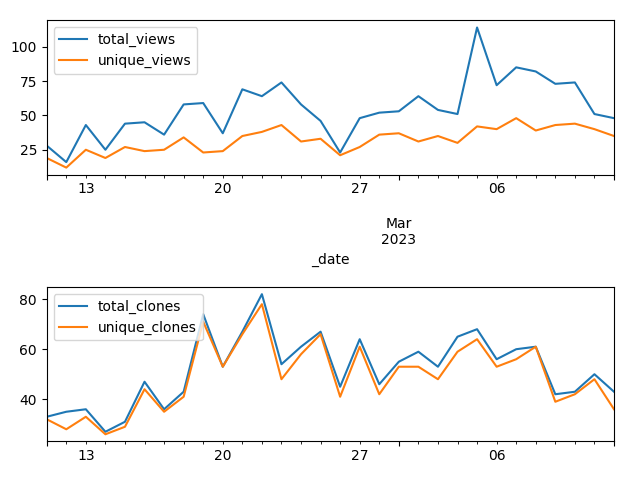 total_views
unique_views
100
75
50
25
13 20 27 06
Mar
2023
_date
total_clones
unique_clones
80
60
40
13 20 27 06